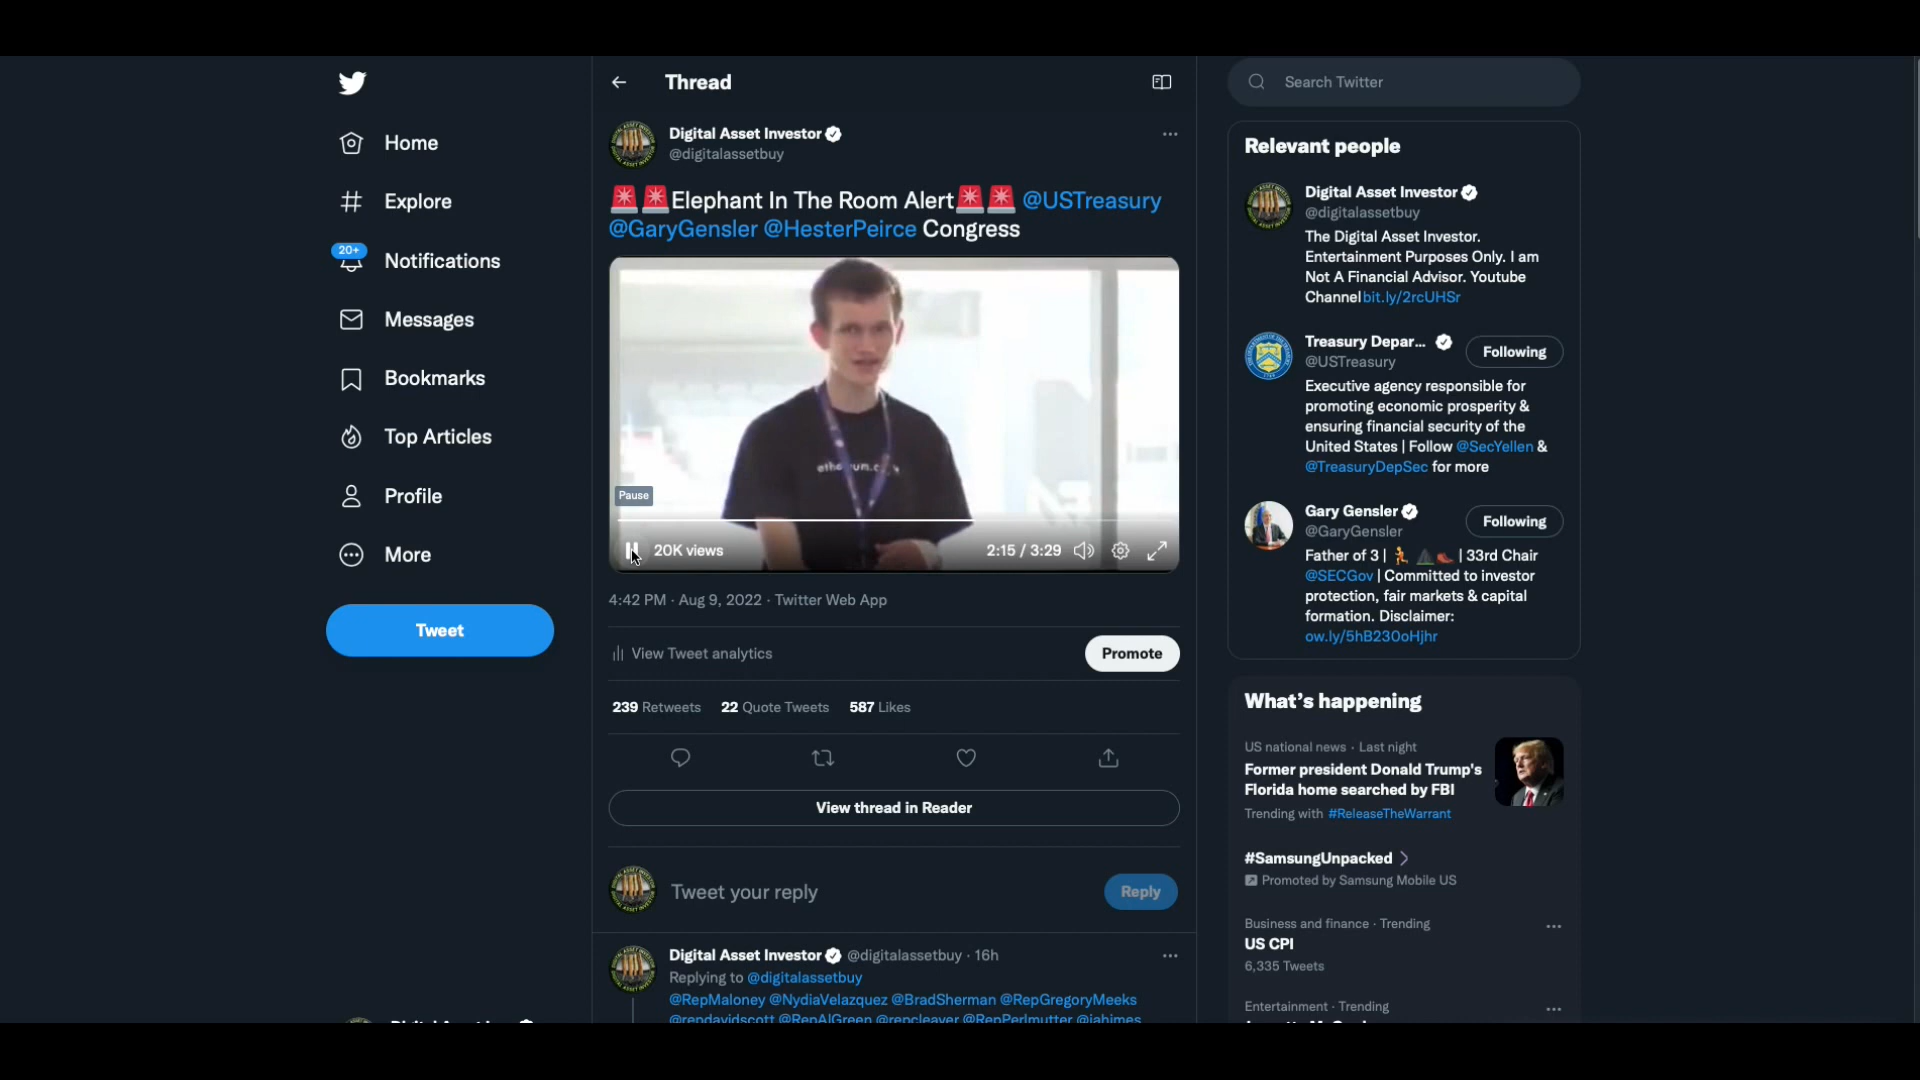 Home
Explore
20+
Notifications
Messages
Bookmarks
Top Articles
Profile
More
Tweet
Thread
Digital Asset Investor
@digitalassetbuy
🚨🚨Elephant In The Room Alert🚨🚨 @USTreasury
@GaryGensler @HesterPeirce Congress
Pause
20K views
2:15 / 3:29
4:42 PM · Aug 9, 2022 · Twitter Web App
View Tweet analytics
Promote
239 Retweets 22 Quote Tweets 587 Likes
View thread in Reader
Tweet your reply
Reply
Digital Asset Investor @digitalassetbuy · 16h
Replying to @digitalassetbuy
@RepMaloney @NydiaVelazquez @BradSherman @RepGregoryMeeks
@repdavidscott @RepAlGreen @repcleaver @RepPerlmutter @jahimes
Search Twitter
Relevant people
Digital Asset Investor
@digitalassetbuy
The Digital Asset Investor.
Entertainment Purposes Only. I am
Not A Financial Advisor. Youtube
Channel bit.ly/2rcUHSr
Treasury Depar...
Following
@USTreasury
Executive agency responsible for
promoting economic prosperity &
ensuring financial security of the
United States | Follow @SecYellen &
@TreasuryDepSec for more
Gary Gensler
Following
@GaryGensler
Father of 3 | | 33rd Chair
@SECGov | Committed to investor
protection, fair markets & capital
formation. Disclaimer:
ow.ly/5hB230oHjhr
What's happening
US national news · Last night
Former president Donald Trump's
Florida home searched by FBI
Trending with #ReleaseTheWarrant
#SamsungUnpacked
Promoted by Samsung Mobile US
Business and finance · Trending
US CPI
6,335 Tweets
Entertainment · Trending